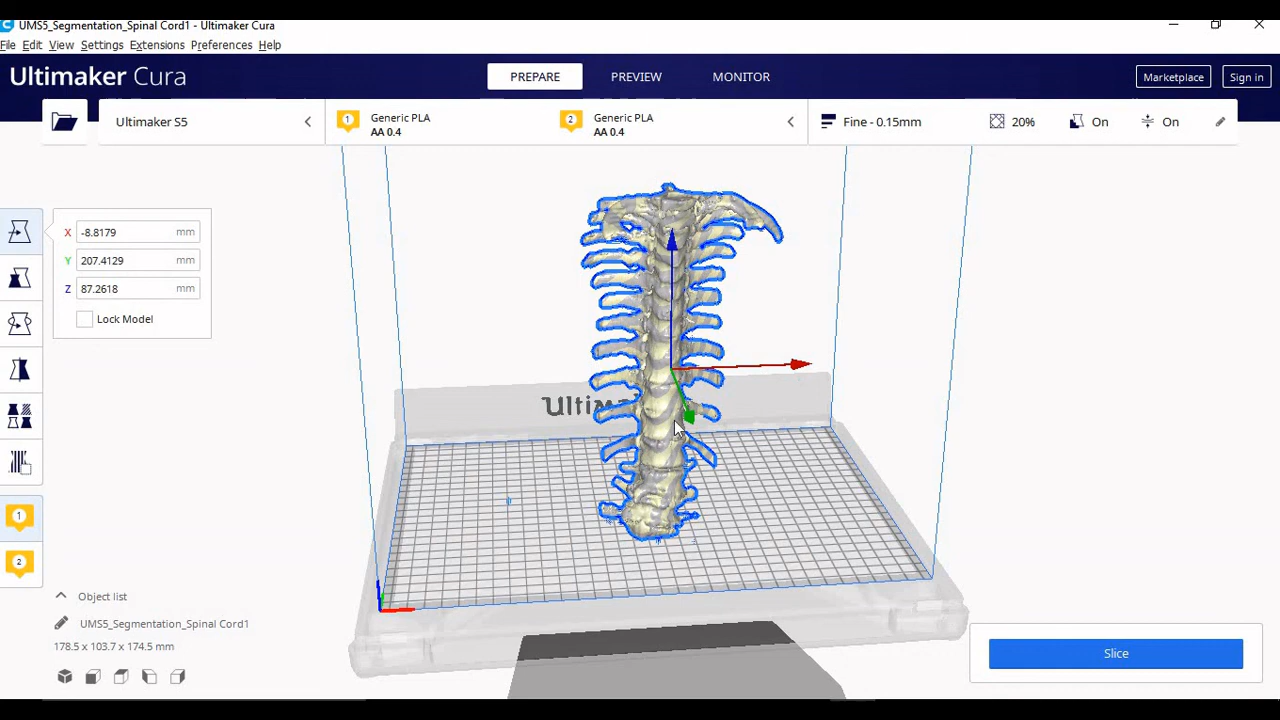 UMS5_Segmentation_Spinal Cord1 - Ultimaker Cura
File Edit View Settings Extensions Preferences Help
Ultimaker Cura
PREPARE
PREVIEW
MONITOR
Marketplace
Sign in
Ultimaker S5
1
Generic PLA
AA 0.4
2
Generic PLA
AA 0.4
Fine - 0.15mm
20%
On
On
X -8.8179 mm
Y 207.4129 mm
Z 87.2618 mm
Lock Model
Ultima
1
2
Object list
UMS5_Segmentation_Spinal Cord1
178.5 x 103.7 x 174.5 mm
Slice